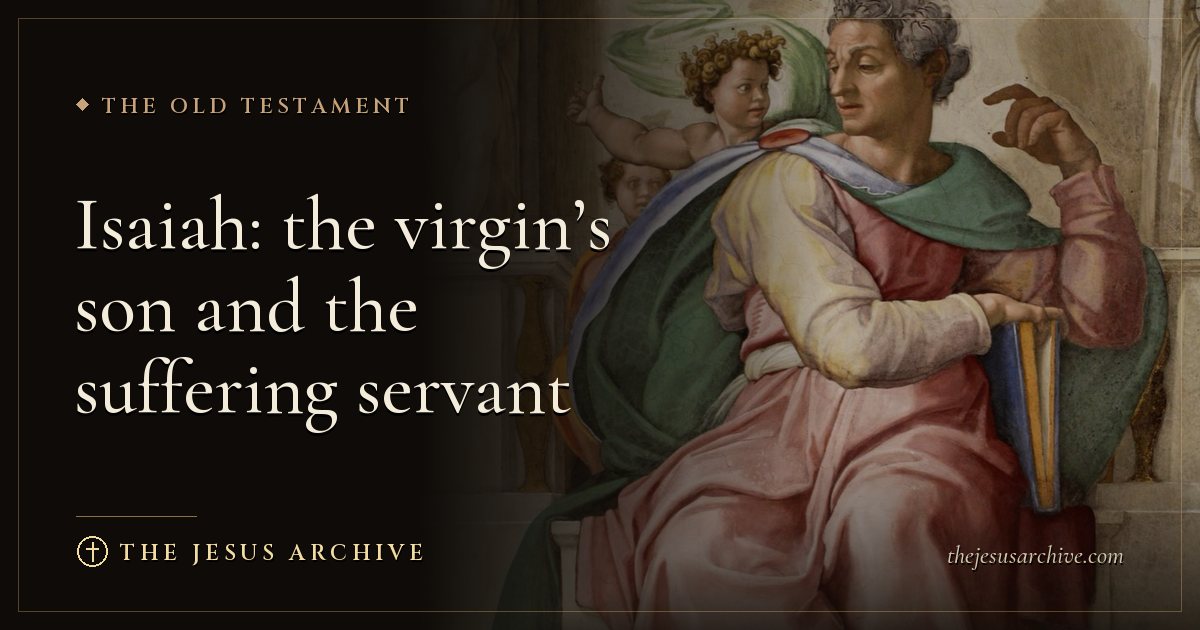 THE OLD TESTAMENT
Isaiah: the virgin’s
son and the
suffering servant
THE JESUS ARCHIVE
thejesusarchive.com